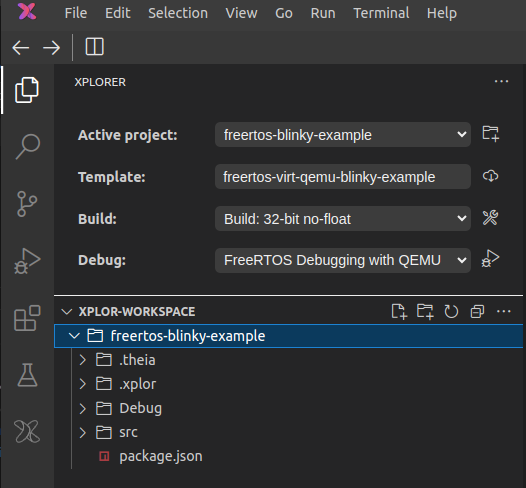 File Edit Selection View Go Run Terminal Help
XPLORER
Active project: freertos-blinky-example
Template: freertos-virt-qemu-blinky-example
Build: Build: 32-bit no-float
Debug: FreeRTOS Debugging with QEMU
XPLOR-WORKSPACE
freertos-blinky-example
.theia
.xplor
Debug
src
package.json